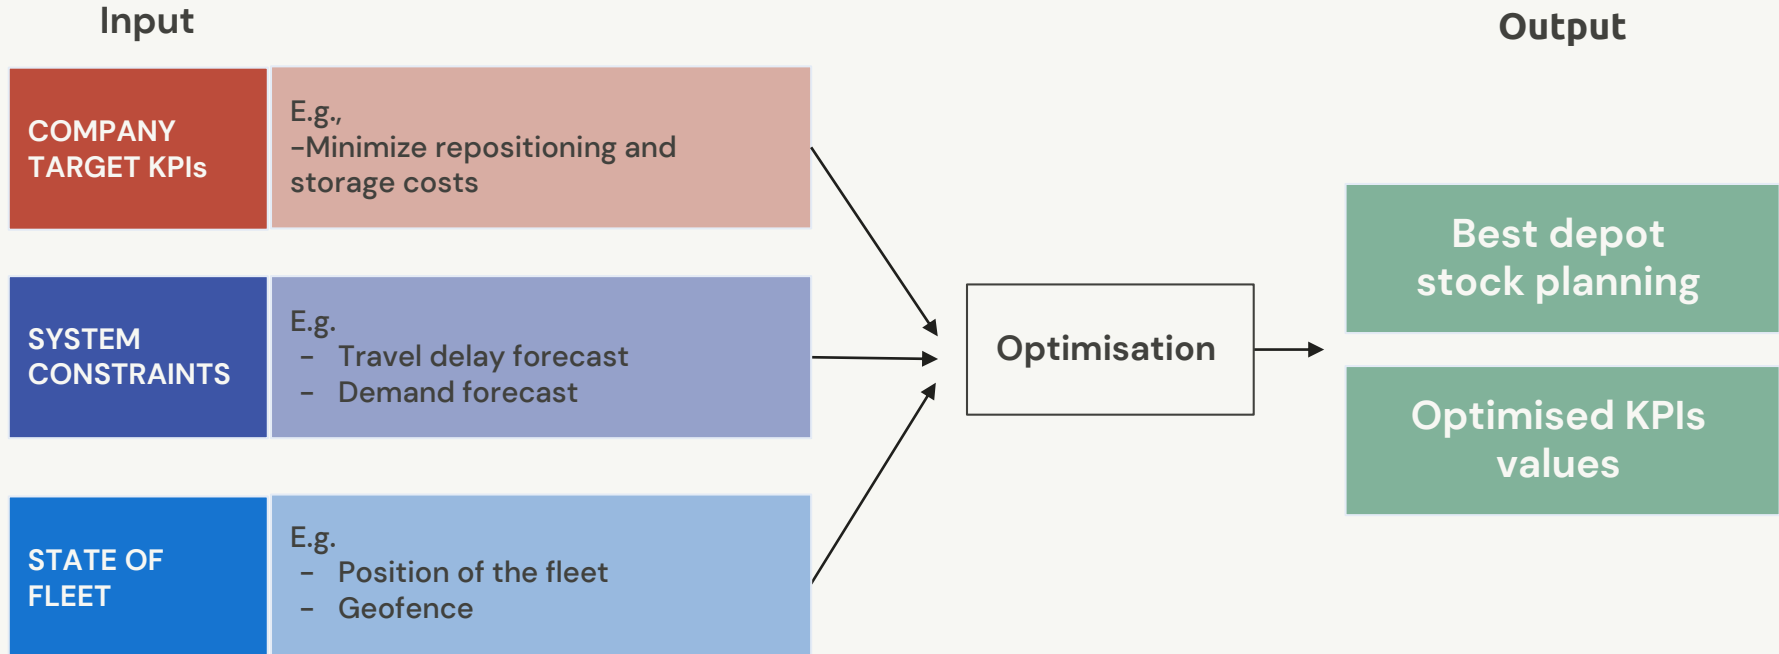 Input
Output
COMPANY
TARGET KPIs
E.g.,
-Minimize repositioning and
storage costs
SYSTEM
CONSTRAINTS
E.g.
- Travel delay forecast
- Demand forecast
STATE OF
FLEET
E.g.
- Position of the fleet
- Geofence
Optimisation
Best depot
stock planning
Optimised KPIs
values